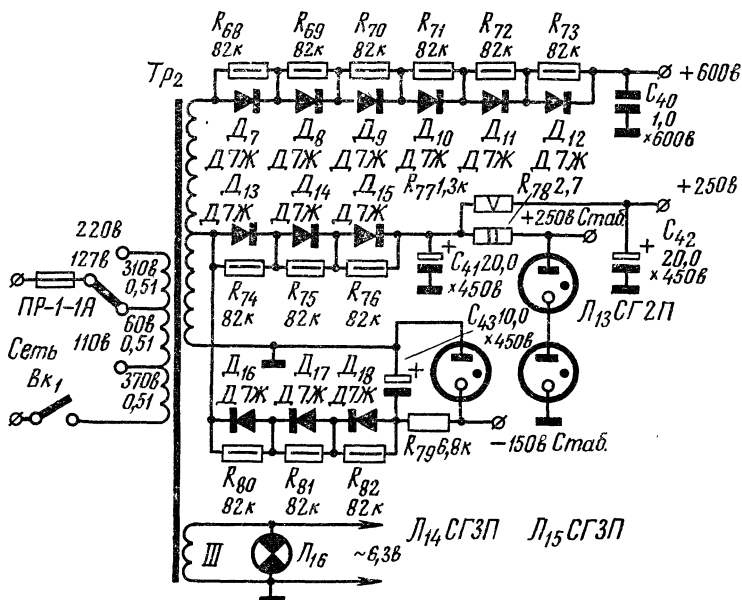 R68 R69 R70 R71 R72 R73
82к 82к 82к 82к 82к 82к
Тр2
+600в
C40
1,0
×600в
Д7 Д8 Д9 Д10 Д11 Д12
Д7Ж Д7Ж Д7Ж Д7Ж Д7Ж Д7Ж
Д13 Д14 Д15 R77 1,3к R78 2,7
Д7Ж Д7Ж Д7Ж
+250в
+250в Стаб
220в
127в
310в
0,51
ПР-1-1А
60в
0,51
110в
370в
0,51
Сеть
Вк1
+
C41 20,0
×450в
+
C42
20,0
×450в
R74 R75 R76
82к 82к 82к
Л13 СГ2П
C43 10,0
×450в
+
Д16 Д17 Д18
Д7Ж Д7Ж Д7Ж
R79 6,8к
−150в Стаб.
R80 R81 R82
82к 82к 82к
III
Л16
~6,3в
Л14 СГ3П Л15 СГ3П